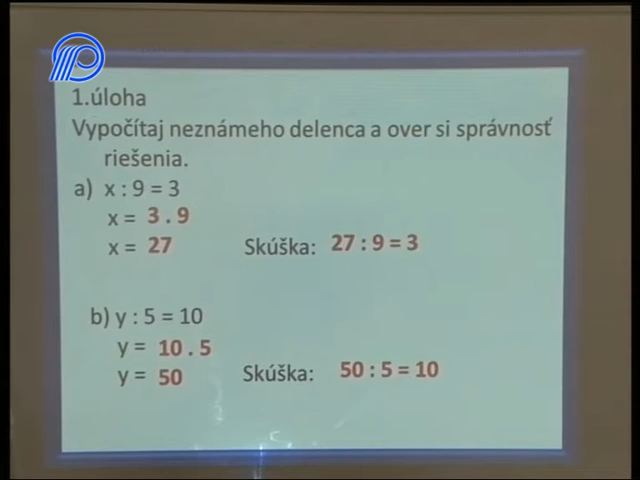 1.úloha
Vypočítaj neznámeho delenca a over si správnosť
riešenia.
a) x : 9 = 3
x = 3 . 9
x = 27 Skúška: 27 : 9 = 3
b) y : 5 = 10
y = 10 . 5
y = 50 Skúška: 50 : 5 = 10